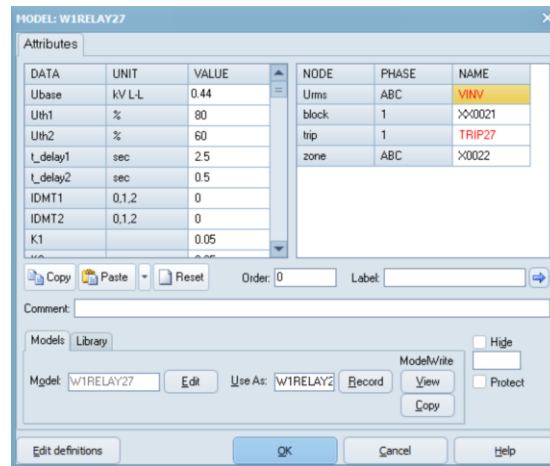 MODEL: W1RELAY27
Attributes
DATA UNIT VALUE
Ubase kV L-L 0.44
Uth1 % 80
Uth2 % 60
t_delay1 sec 2.5
t_delay2 sec 0.5
IDMT1 0,1,2 0
IDMT2 0,1,2 0
K1 0.05
NODE PHASE NAME
Urms ABC VINV
block 1 XX0021
trip 1 TRIP27
zone ABC X0022
Copy Paste Reset Order: 0 Label:
Comment:
Models Library
Hide
ModelWrite
Model: W1RELAY27 Edit Use As: W1RELAY2 Record View Protect
Copy
Edit definitions OK Cancel Help